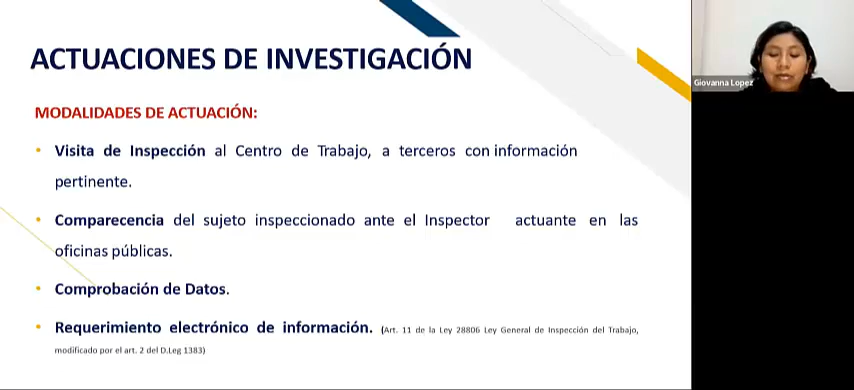 ACTUACIONES DE INVESTIGACIÓN
MODALIDADES DE ACTUACIÓN:
• Visita de Inspección al Centro de Trabajo, a terceros con información
pertinente.
• Comparecencia del sujeto inspeccionado ante el Inspector actuante en las
oficinas públicas.
• Comprobación de Datos.
• Requerimiento electrónico de información. (Art. 11 de la Ley 28806 Ley General de Inspección del Trabajo,
modificado por el art. 2 del D.Leg 1383)
Giovanna Lopez